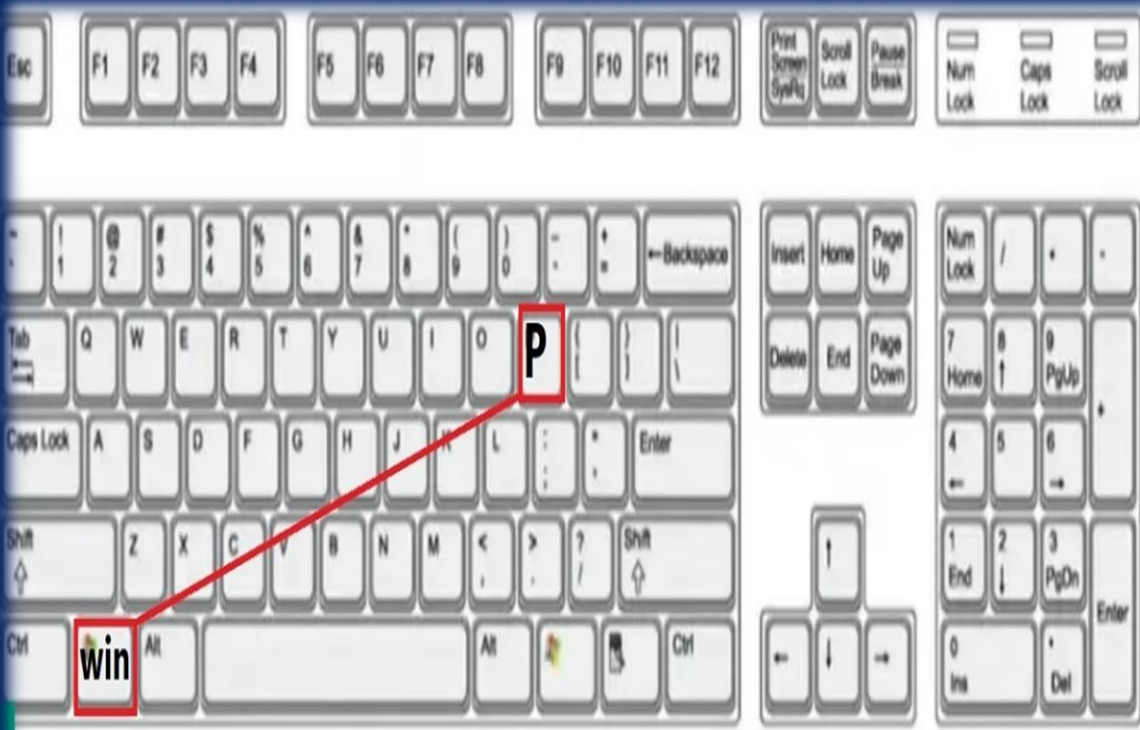 Esc F1 F2 F3 F4 F5 F6 F7 F8 F9 F10 F11 F12
Print Screen SysRq
Scroll Lock
Pause Break
Num Lock
Caps Lock
Scroll Lock
~ ! @ # $ % ^ & * ( ) - +
1 2 3 4 5 6 7 8 9 0 - = ←Backspace
Insert Home Page Up
Num Lock / * -
Tab Q W E R T Y U I O P { } |
[ ] \
Delete End Page Down
7 Home 8 ↑ 9 PgUp +
Caps Lock A S D F G H J K L : ; " ' Enter
4 ← 5 6 →
Shift Z X C V B N M < , > . ? / Shift
↑
1 End 2 ↓ 3 PgDn Enter
Ctrl win Alt Alt Ctrl
← ↓ →
0 Ins . Del